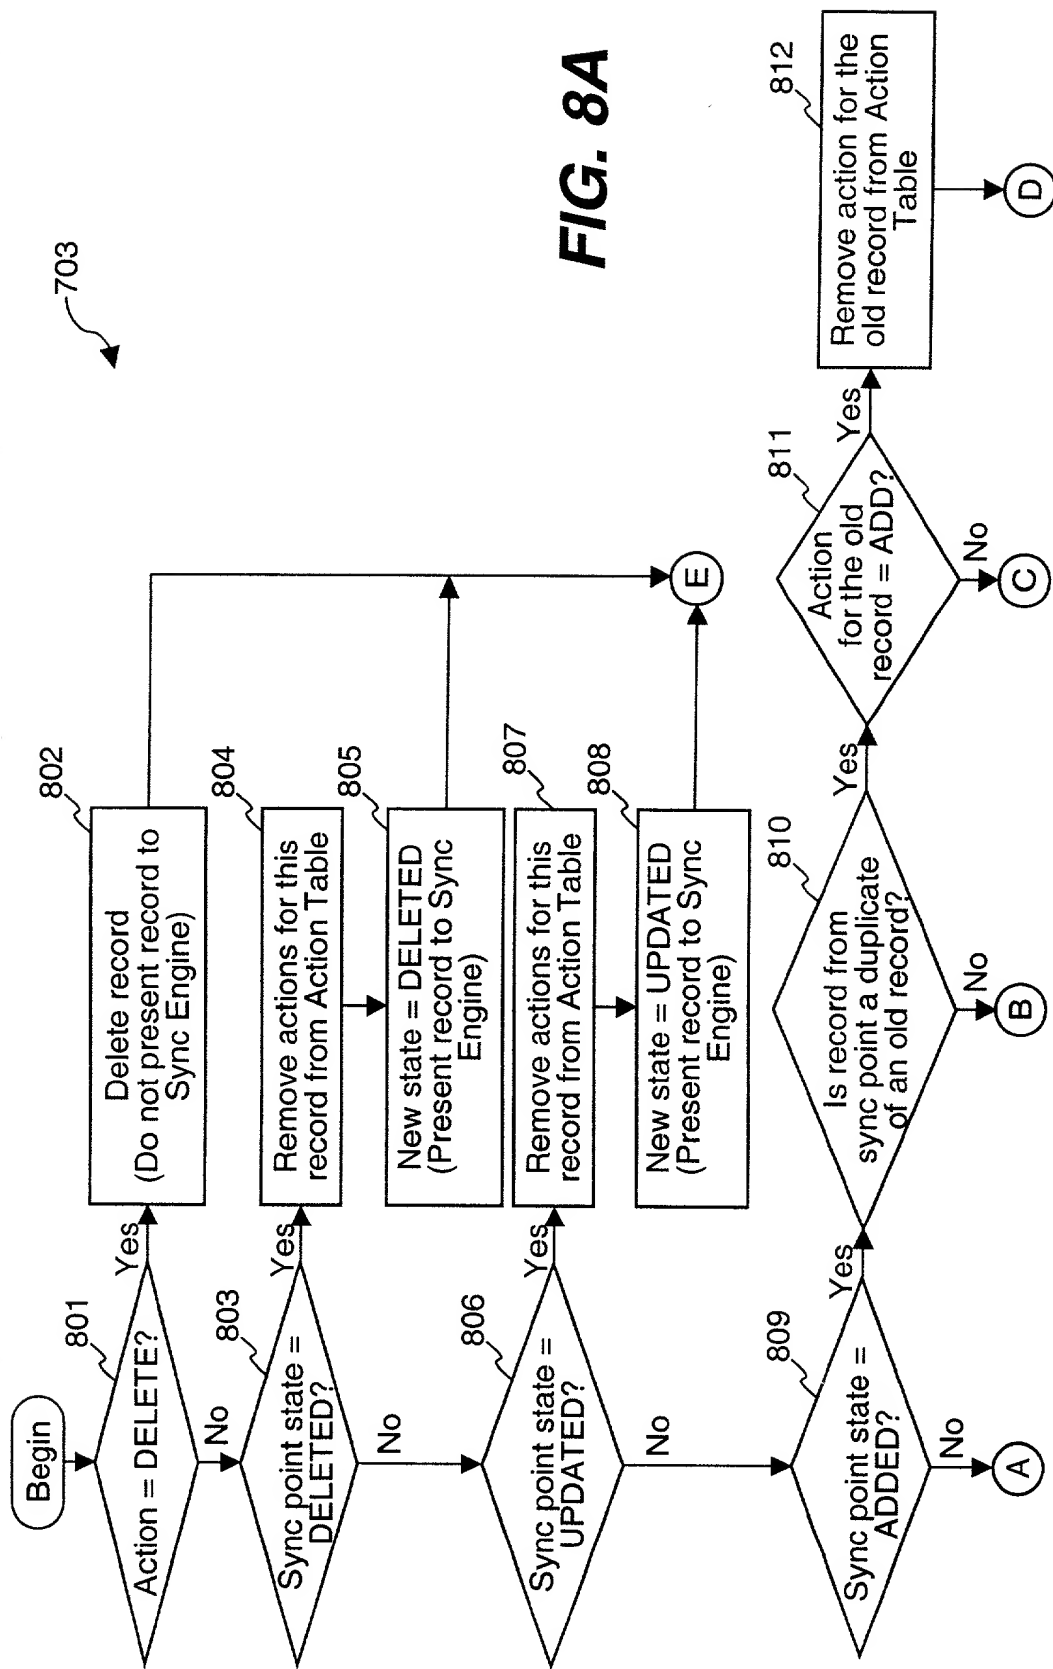 FIG. 8A
703
Begin
801
Action = DELETE?
Yes
No
802
Delete record
(Do not present record to
Sync Engine)
803
Sync point state =
DELETED?
Yes
No
804
Remove actions for this
record from Action Table
805
New state = DELETED
(Present record to Sync
Engine)
806
Sync point state =
UPDATED?
Yes
No
807
Remove actions for this
record from Action Table
808
New state = UPDATED
(Present record to Sync
Engine)
E
809
Sync point state =
ADDED?
Yes
No
A
810
Is record from
sync point a duplicate
of an old record?
Yes
No
B
811
Action
for the old
record = ADD?
Yes
No
C
812
Remove action for the
old record from Action
Table
D